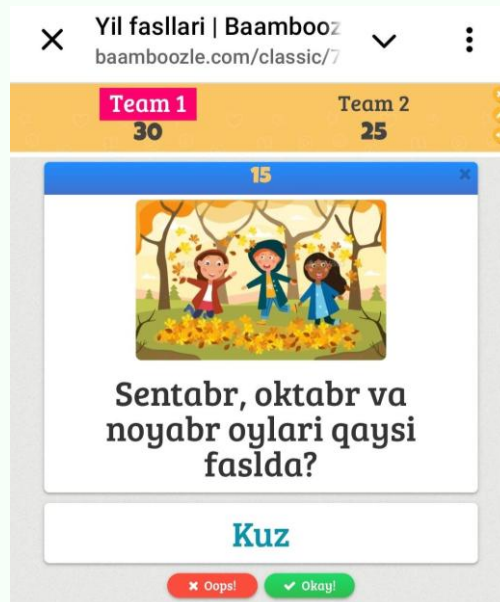 Yil fasllari | Baambooz
baamboozle.com/classic/7
Team 1
Team 2
30
25
15
Sentabr, oktabr va
noyabr oylari qaysi
faslda?
Kuz
Oops!
Okay!